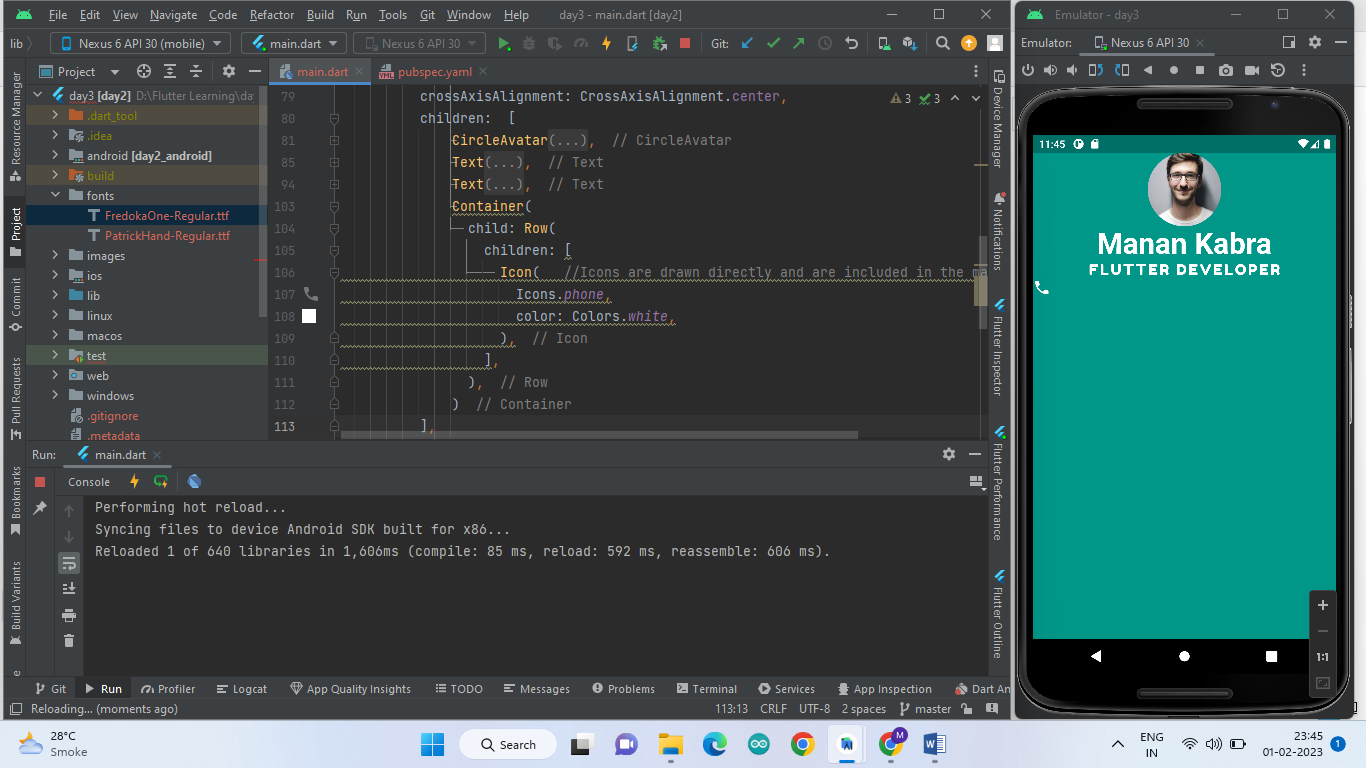 File Edit View Navigate Code Refactor Build Run Tools Git Window Help day3 - main.dart [day2]
lib Nexus 6 API 30 (mobile) main.dart Nexus 6 API 30 Git:
Project main.dart pubspec.yaml
day3 [day2] D:\Flutter Learning\da
.dart_tool
.idea
android [day2_android]
build
fonts
FredokaOne-Regular.ttf
PatrickHand-Regular.ttf
images
ios
lib
linux
macos
test
web
windows
.gitignore
.metadata
Resource Manager
Project
Commit
Pull Requests
Bookmarks
Build Variants
3 3
79 crossAxisAlignment: CrossAxisAlignment.center,
80 children: [
81 CircleAvatar(...), // CircleAvatar
85 Text(...), // Text
94 Text(...), // Text
103 Container(
104 child: Row(
105 children: [
106 Icon( //Icons are drawn directly and are included in the
107 Icons.phone,
108 color: Colors.white,
109 ), // Icon
110 ],
111 ), // Row
112 ) // Container
113 ],
Device Manager
Notifications
Flutter Inspector
Flutter Performance
Flutter Outline
Run: main.dart
Console
Performing hot reload...
Syncing files to device Android SDK built for x86...
Reloaded 1 of 640 libraries in 1,606ms (compile: 85 ms, reload: 592 ms, reassemble: 606 ms).
Git Run Profiler Logcat App Quality Insights TODO Messages Problems Terminal Services App Inspection Dart An
Reloading... (moments ago) 113:13 CRLF UTF-8 2 spaces master
Emulator - day3
Emulator: Nexus 6 API 30
11:45
Manan Kabra
FLUTTER DEVELOPER
1:1
28°C
Smoke
Search
M
ENG
IN
23:45
01-02-2023
1